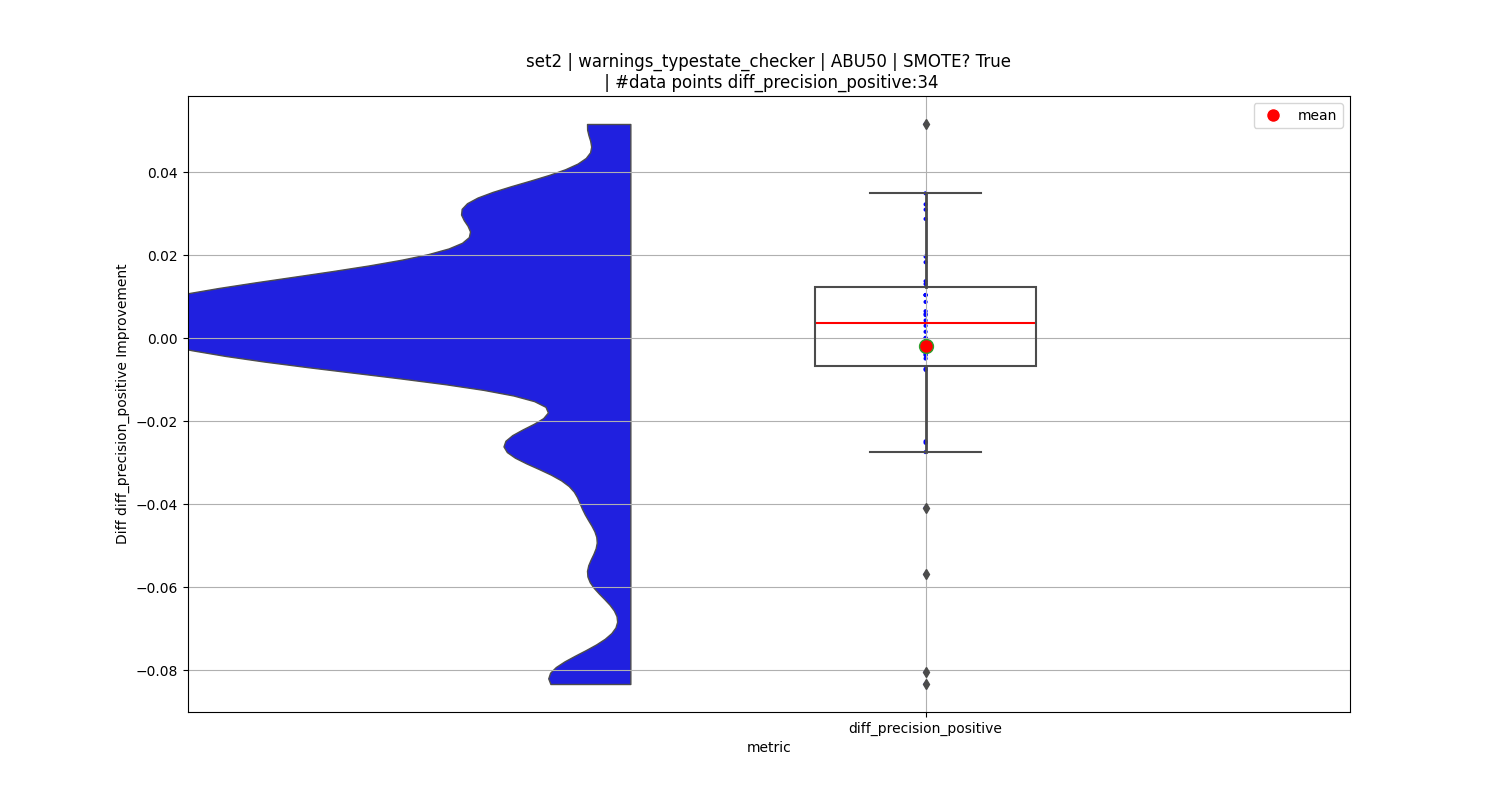 set2 | warnings_typestate_checker | ABU50 | SMOTE? True
| #data points diff_precision_positive:34
mean
0.04
0.02
0.00
−0.02
−0.04
−0.06
−0.08
Diff diff_precision_positive Improvement
diff_precision_positive
metric